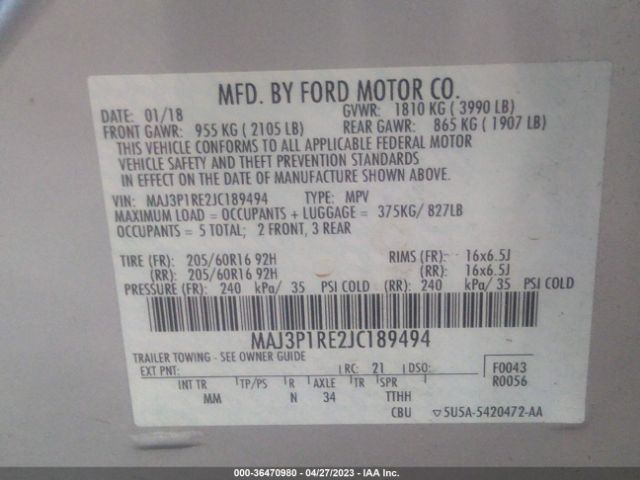 MFD. BY FORD MOTOR CO.
DATE: 01/18 GVWR: 1810 KG ( 3990 LB)
FRONT GAWR: 955 KG ( 2105 LB) REAR GAWR: 865 KG ( 1907 LB)
THIS VEHICLE CONFORMS TO ALL APPLICABLE FEDERAL MOTOR
VEHICLE SAFETY AND THEFT PREVENTION STANDARDS
IN EFFECT ON THE DATE OF MANUFACTURE SHOWN ABOVE.
VIN: MAJ3P1RE2JC189494 TYPE: MPV
MAXIMUM LOAD = OCCUPANTS + LUGGAGE = 375KG/ 827LB
OCCUPANTS = 5 TOTAL; 2 FRONT, 3 REAR
TIRE (FR): 205/60R16 92H RIMS (FR): 16x6.5J
(RR): 205/60R16 92H (RR): 16x6.5J
PRESSURE (FR): 240 kPa/ 35 PSI COLD (RR): 240 kPa/ 35 PSI COLD
MAJ3P1RE2JC189494
TRAILER TOWING - SEE OWNER GUIDE
EXT PNT: RC: 21 DSO: F0043
INT TR TP/PS R AXLE TR SPR R0056
MM N 34 TTHH
CBU ▽5U5A-5420472-AA
000-36470980 - 04/27/2023 - IAA Inc.